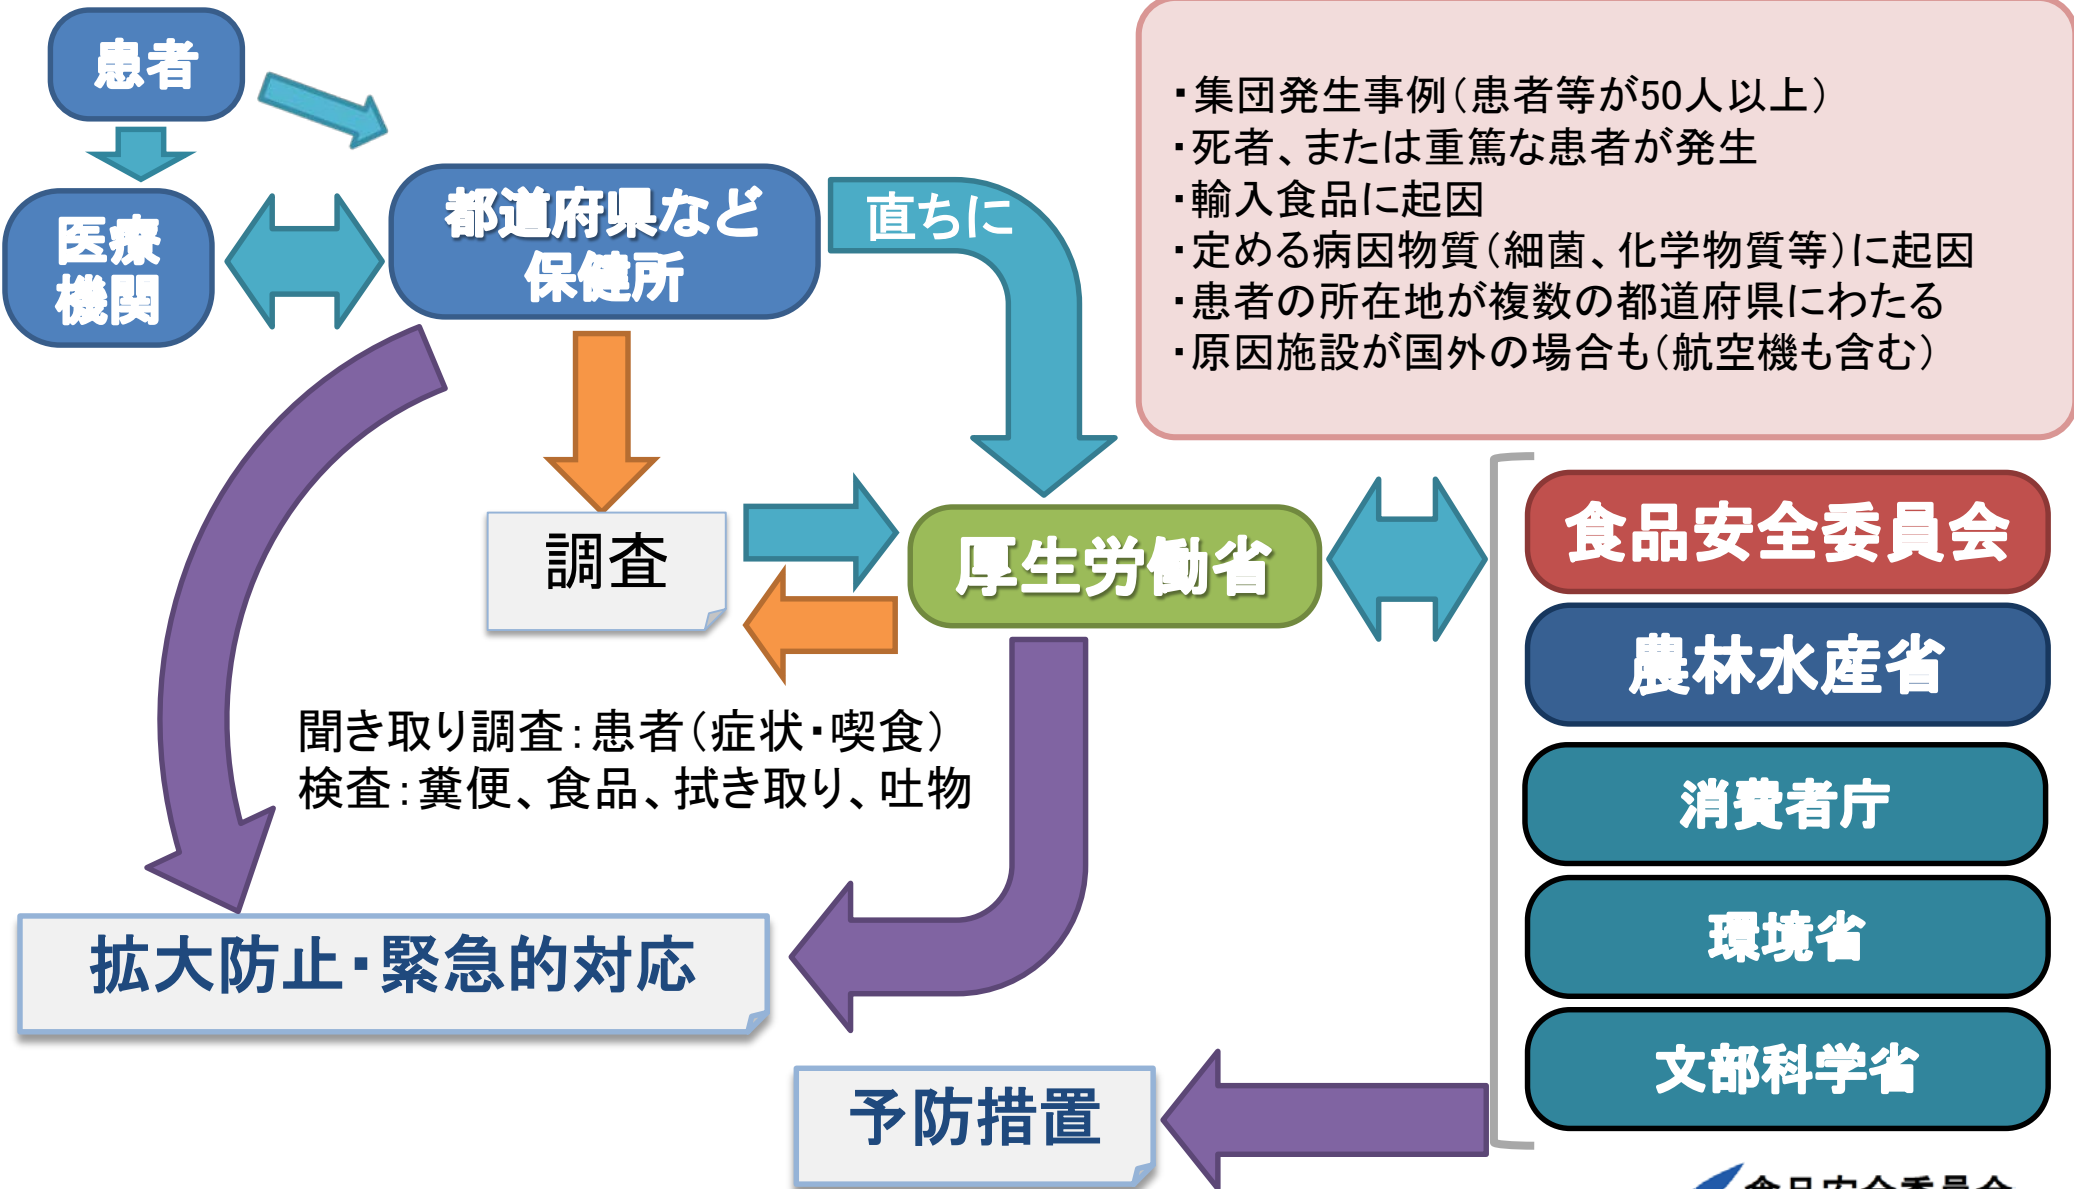 患者
医療
機関
都道府県など
保健所
直ちに
・集団発生事例(患者等が50人以上)
・死者、または重篤な患者が発生
・輸入食品に起因
・定める病因物質(細菌、化学物質等)に起因
・患者の所在地が複数の都道府県にわたる
・原因施設が国外の場合も(航空機も含む)
調査
厚生労働省
聞き取り調査:患者(症状・喫食)
検査:糞便、食品、拭き取り、吐物
食品安全委員会
農林水産省
消費者庁
環境省
文部科学省
拡大防止・緊急的対応
予防措置
食品安全委員会